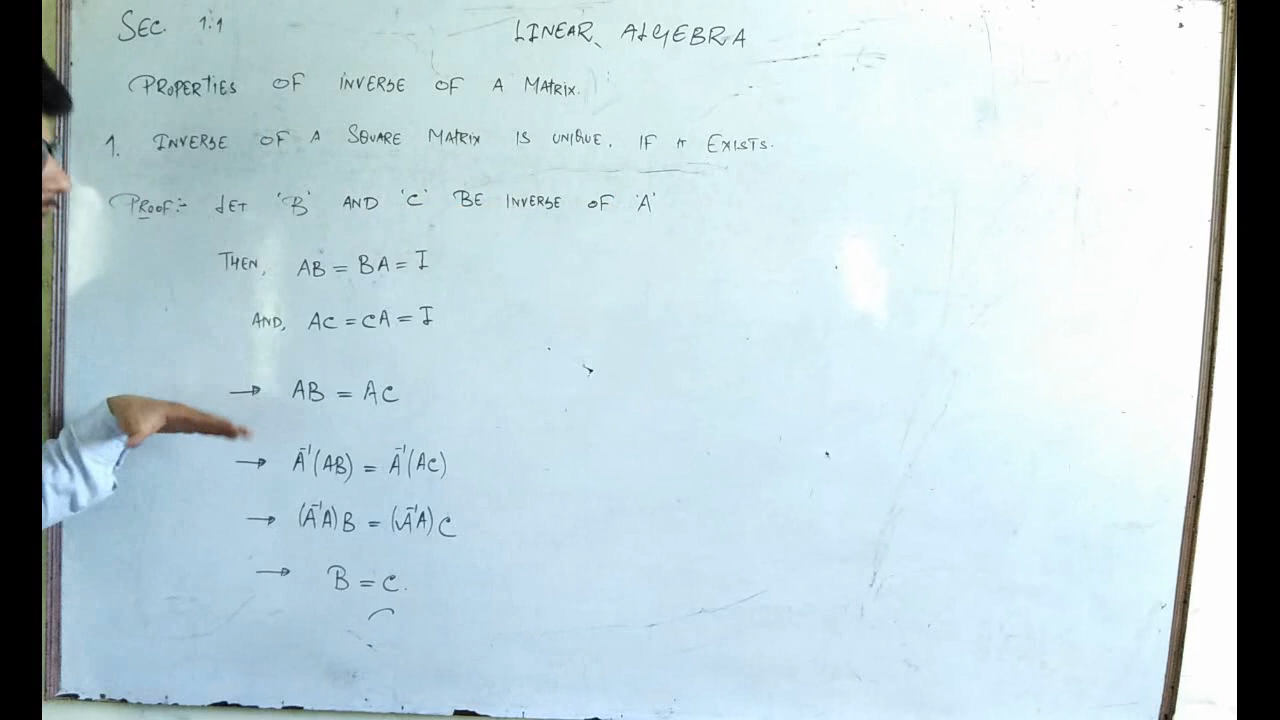 SEC. 1.1
LINEAR ALGEBRA
PROPERTIES OF INVERSE OF A MATRIX.
1. INVERSE OF A SQUARE MATRIX IS UNIQUE, IF IT EXISTS.
PROOF:- LET 'B' AND 'C' BE INVERSE OF 'A'
THEN, AB = BA = I
AND, AC = CA = I
→ AB = AC
→ A⁻¹(AB) = A⁻¹(AC)
→ (A⁻¹A)B = (A⁻¹A)C
→ B = C.